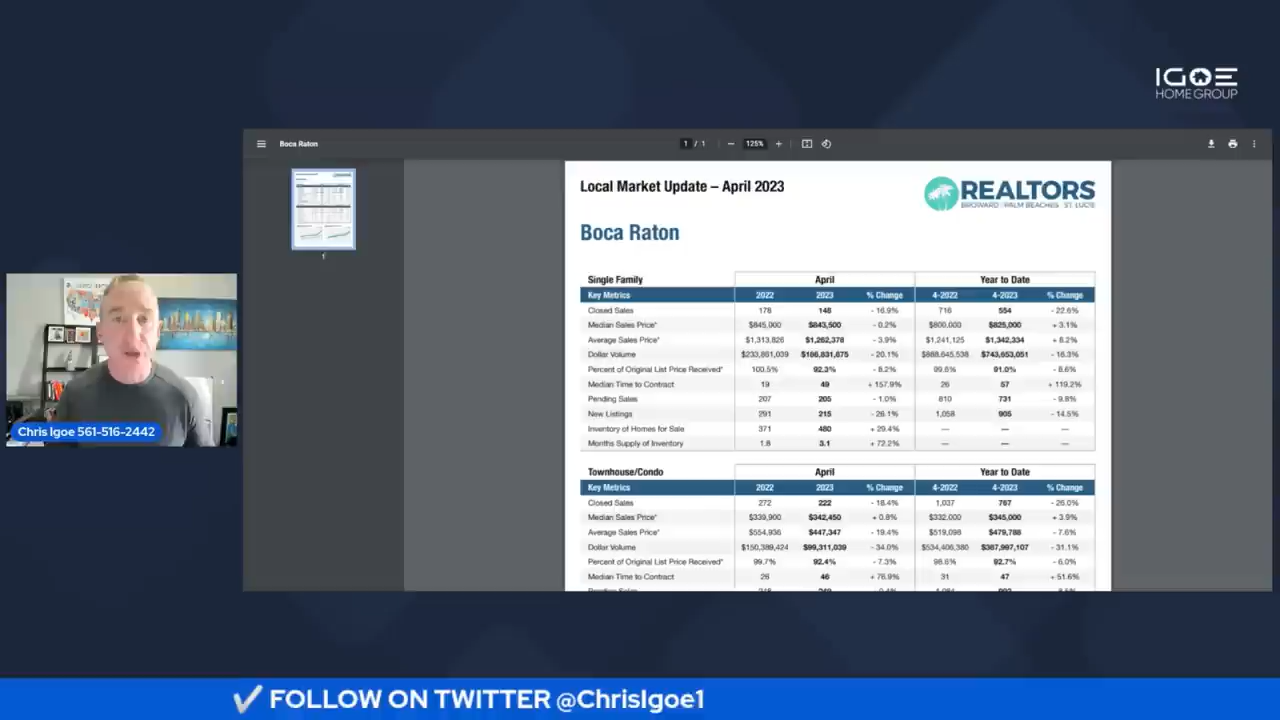 IGOE
HOME GROUP
Boca Raton
1 / 1
125%
1
Local Market Update – April 2023
REALTORS
BROWARD PALM BEACHES ST. LUCIE
Boca Raton
Single Family April Year to Date
Key Metrics 2022 2023 % Change 4-2022 4-2023 % Change
Closed Sales 178 148 - 16.9% 716 554 - 22.6%
Median Sales Price* $845,000 $843,500 - 0.2% $800,000 $825,000 + 3.1%
Average Sales Price* $1,313,826 $1,262,378 - 3.9% $1,241,125 $1,342,334 + 8.2%
Dollar Volume $233,861,039 $186,831,875 - 20.1% $888,645,538 $743,653,051 - 16.3%
Percent of Original List Price Received* 100.5% 92.3% - 8.2% 99.6% 91.0% - 8.6%
Median Time to Contract 19 49 + 157.9% 26 57 + 119.2%
Pending Sales 207 205 - 1.0% 810 731 - 9.8%
New Listings 291 215 - 26.1% 1,058 905 - 14.5%
Inventory of Homes for Sale 371 480 + 29.4% — — —
Months Supply of Inventory 1.8 3.1 + 72.2% — — —
Townhouse/Condo April Year to Date
Key Metrics 2022 2023 % Change 4-2022 4-2023 % Change
Closed Sales 272 222 - 18.4% 1,037 767 - 26.0%
Median Sales Price* $339,900 $342,450 + 0.8% $332,000 $345,000 + 3.9%
Average Sales Price* $554,936 $447,347 - 19.4% $519,098 $479,788 - 7.6%
Dollar Volume $150,389,424 $99,311,039 - 34.0% $534,406,380 $367,997,107 - 31.1%
Percent of Original List Price Received* 99.7% 92.4% - 7.3% 98.6% 92.7% - 6.0%
Median Time to Contract 26 46 + 76.9% 31 47 + 51.6%
Chris Igoe 561-516-2442
FOLLOW ON TWITTER @ChrisIgoe1